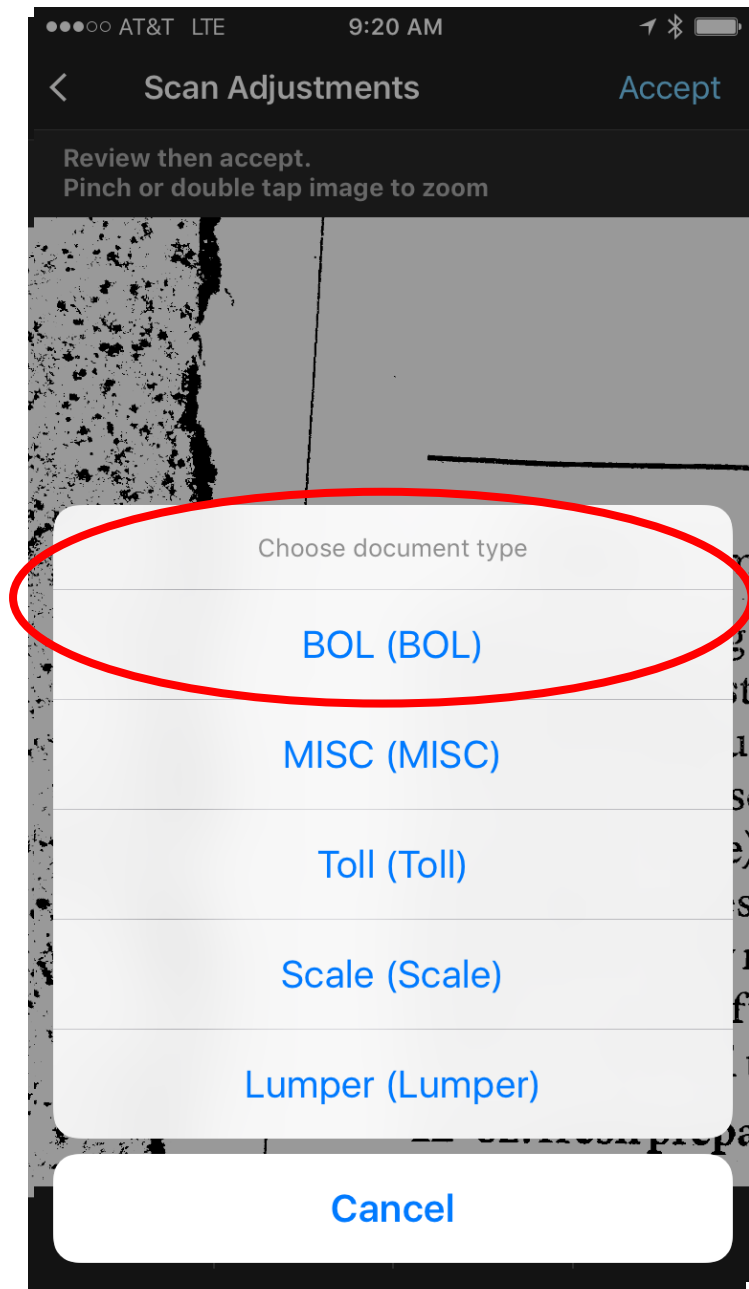 AT&T LTE 9:20 AM
Scan Adjustments Accept
Review then accept.
Pinch or double tap image to zoom
Choose document type
BOL (BOL)
MISC (MISC)
Toll (Toll)
Scale (Scale)
Lumper (Lumper)
Cancel